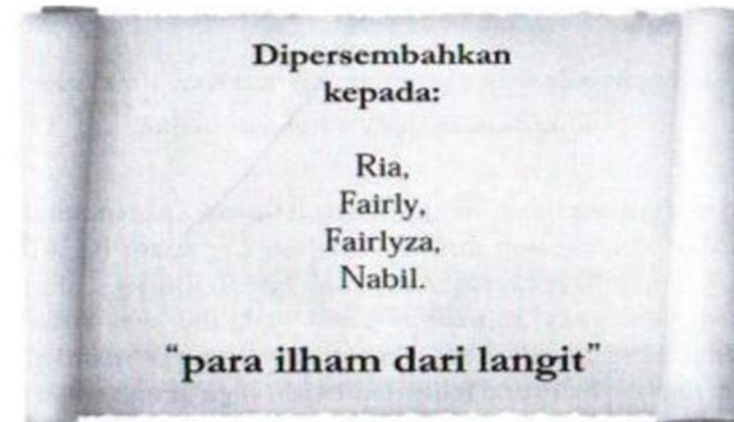 Dipersembahkan
kepada:
Ria,
Fairly,
Fairlyza,
Nabil.
“para ilham dari langit”